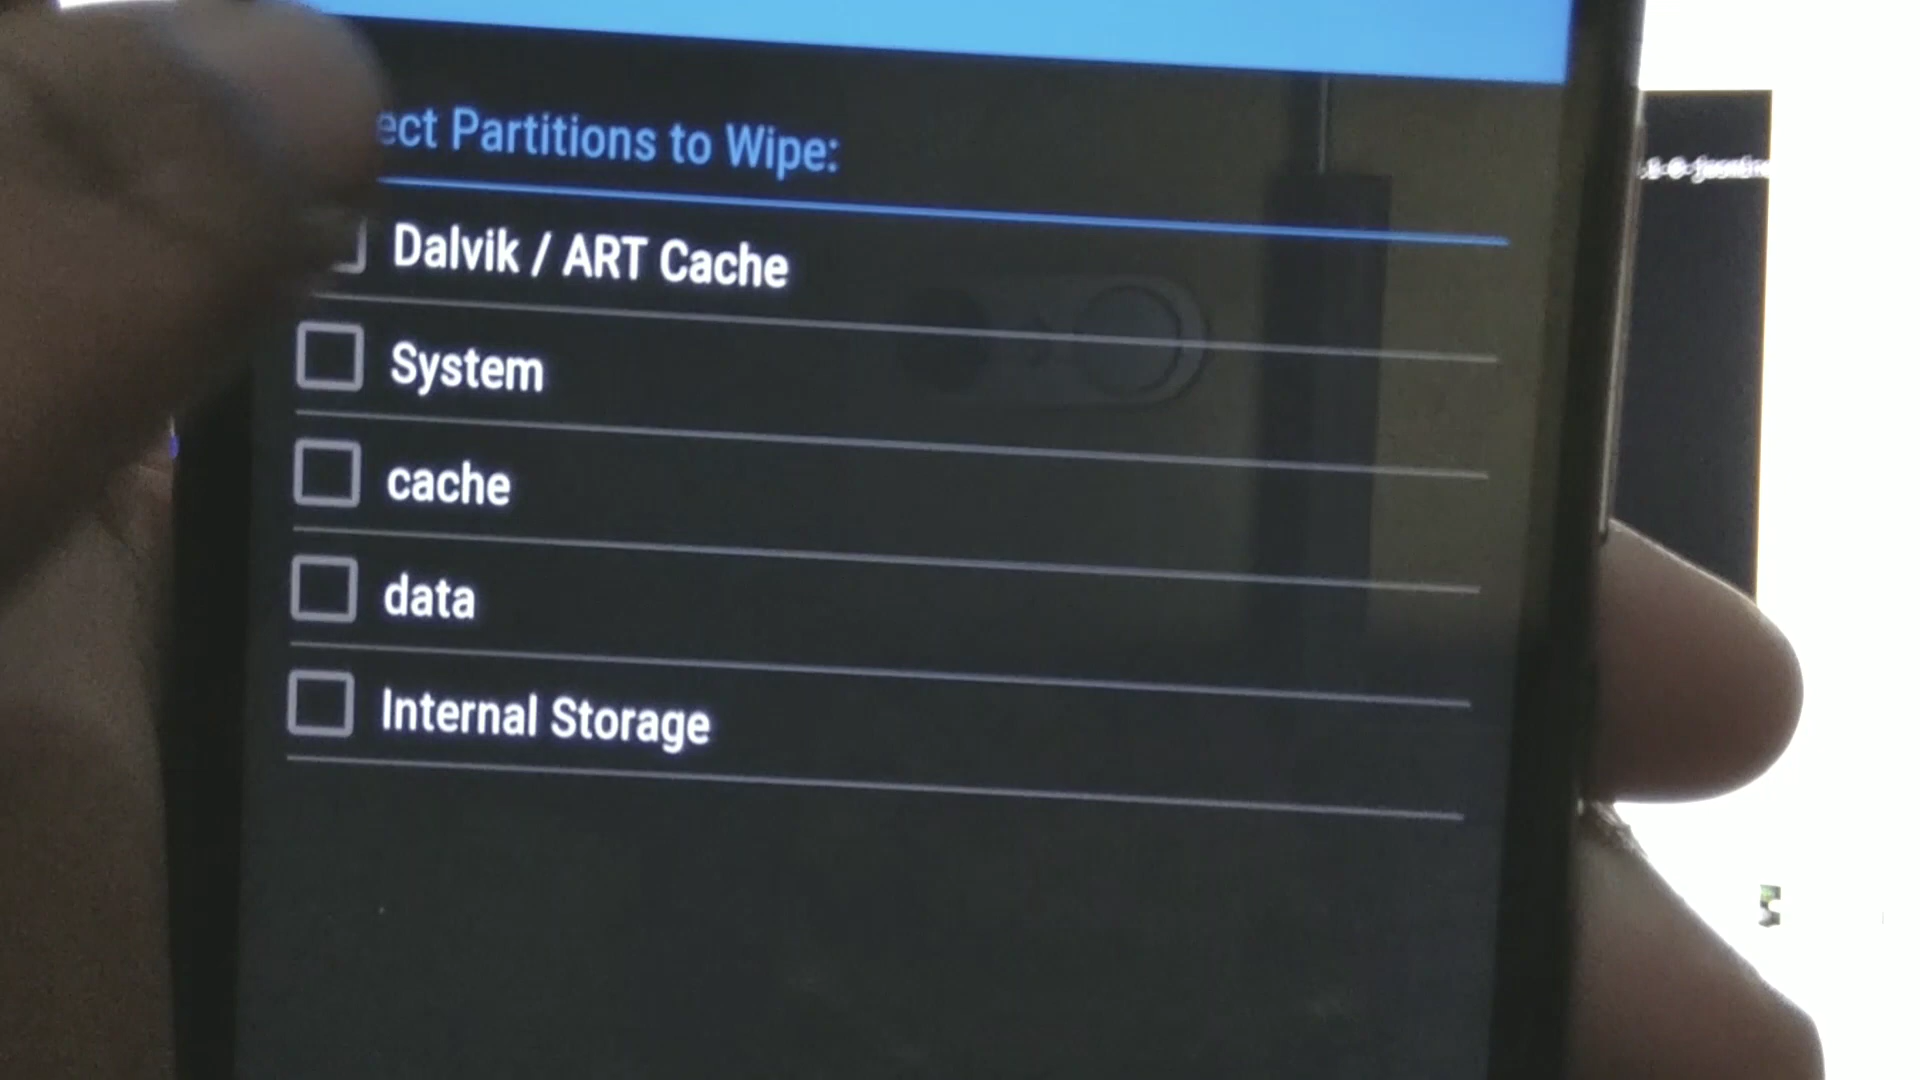 ect Partitions to Wipe:
Dalvik / ART Cache
System
cache
data
Internal Storage